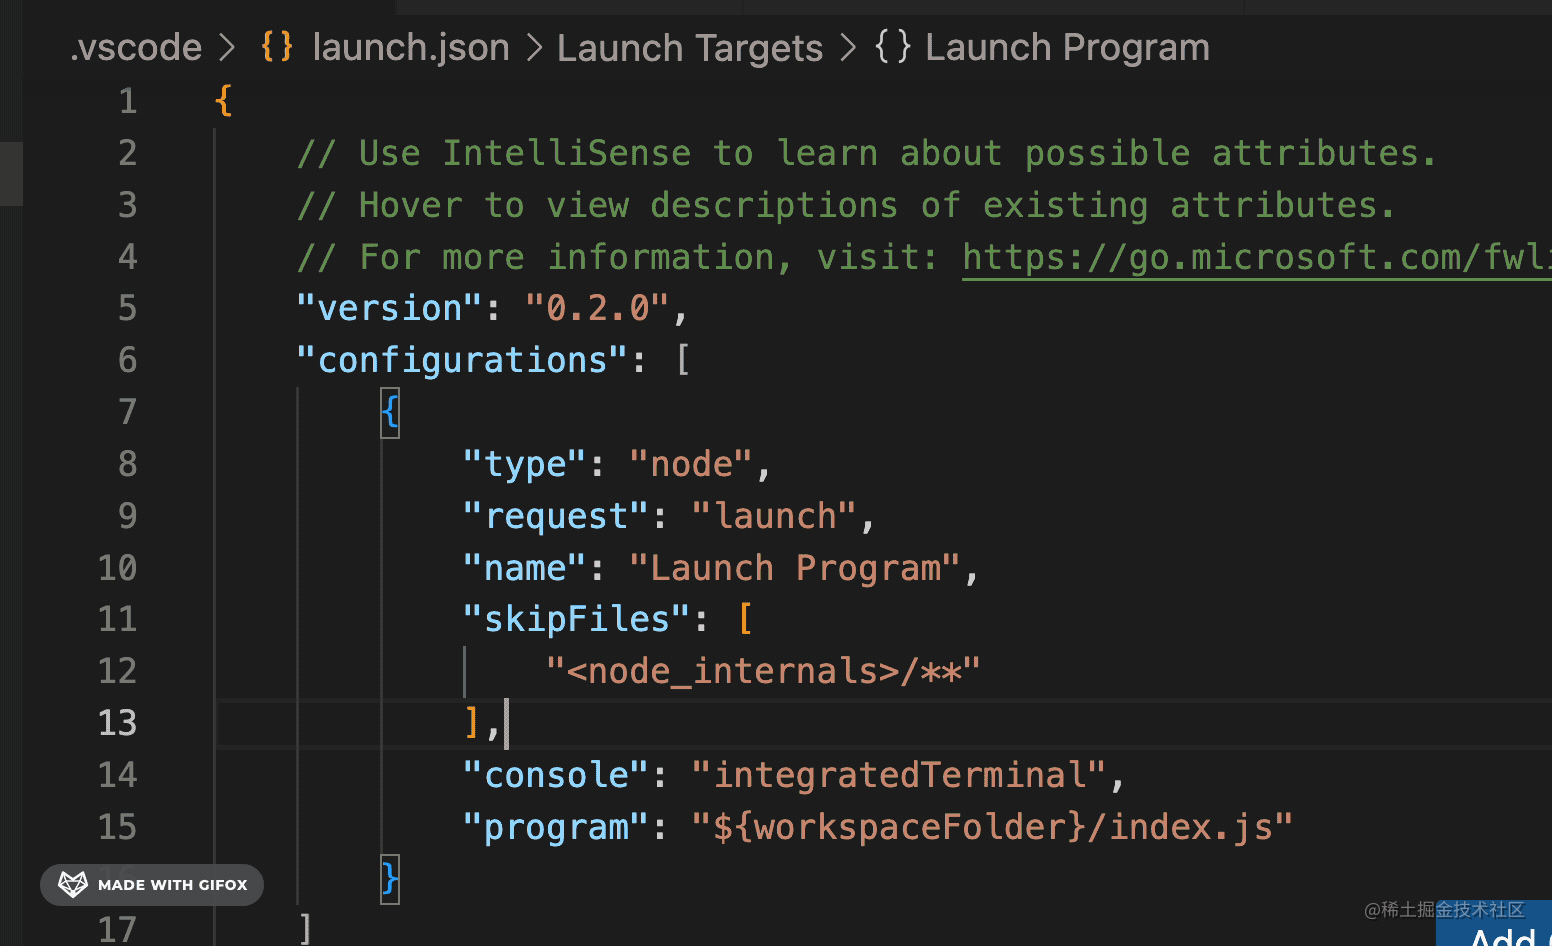 .vscode > {} launch.json > Launch Targets > {} Launch Program
1 {
2 // Use IntelliSense to learn about possible attributes.
3 // Hover to view descriptions of existing attributes.
4 // For more information, visit: https://go.microsoft.com/fwli
5 "version": "0.2.0",
6 "configurations": [
7 {
8 "type": "node",
9 "request": "launch",
10 "name": "Launch Program",
11 "skipFiles": [
12 "<node_internals>/**"
13 ],
14 "console": "integratedTerminal",
15 "program": "${workspaceFolder}/index.js"
16 }
MADE WITH GIFOX
17 ]
@稀土掘金技术社区
Add